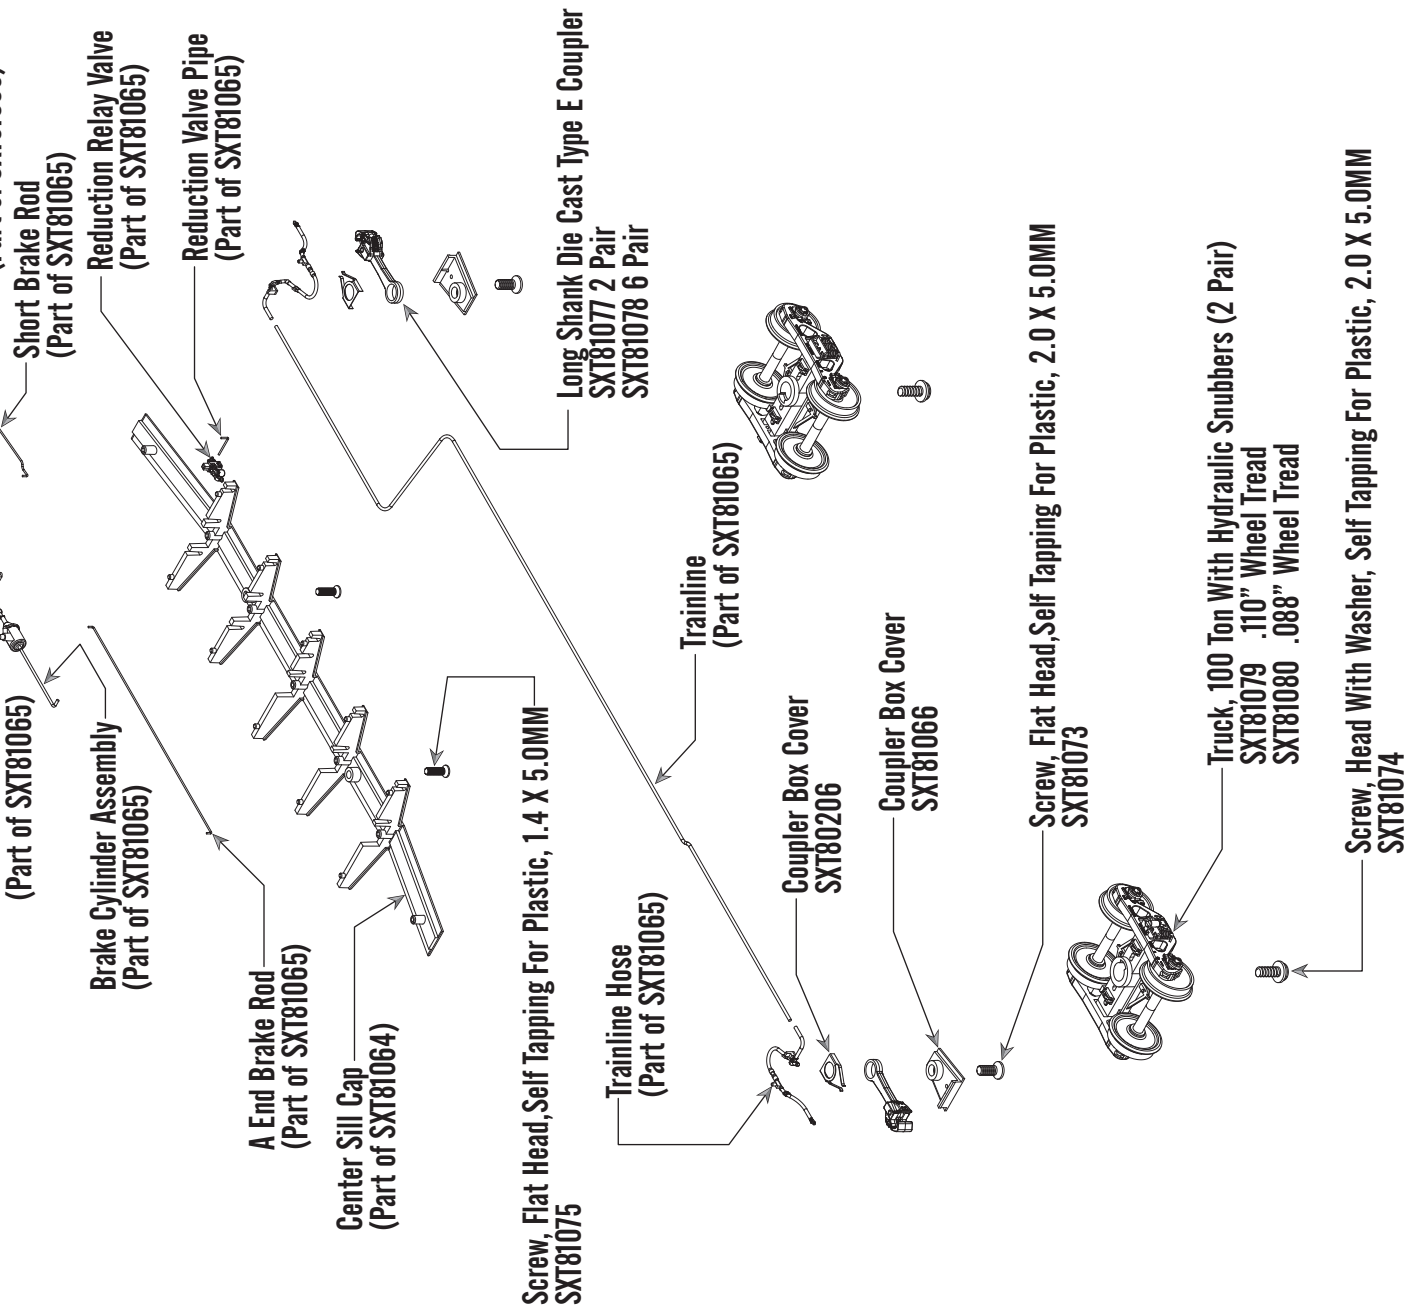 Short Brake Rod
(Part of SXT81065)
Reduction Relay Valve
(Part of SXT81065)
Reduction Valve Pipe
(Part of SXT81065)
(Part of SXT81065)
Brake Cylinder Assembly
(Part of SXT81065)
A End Brake Rod
(Part of SXT81065)
Center Sill Cap
(Part of SXT81064)
Screw, Flat Head,Self Tapping For Plastic, 1.4 X 5.0MM
SXT81075
Long Shank Die Cast Type E Coupler
SXT81077 2 Pair
SXT81078 6 Pair
Trainline
(Part of SXT81065)
Trainline Hose
(Part of SXT81065)
Coupler Box Cover
SXT80206
Coupler Box Cover
SXT81066
Screw, Flat Head,Self Tapping For Plastic, 2.0 X 5.0MM
SXT81073
Truck, 100 Ton With Hydraulic Snubbers (2 Pair)
SXT81079 .110” Wheel Tread
SXT81080 .088” Wheel Tread
Screw, Head With Washer, Self Tapping For Plastic, 2.0 X 5.0MM
SXT81074